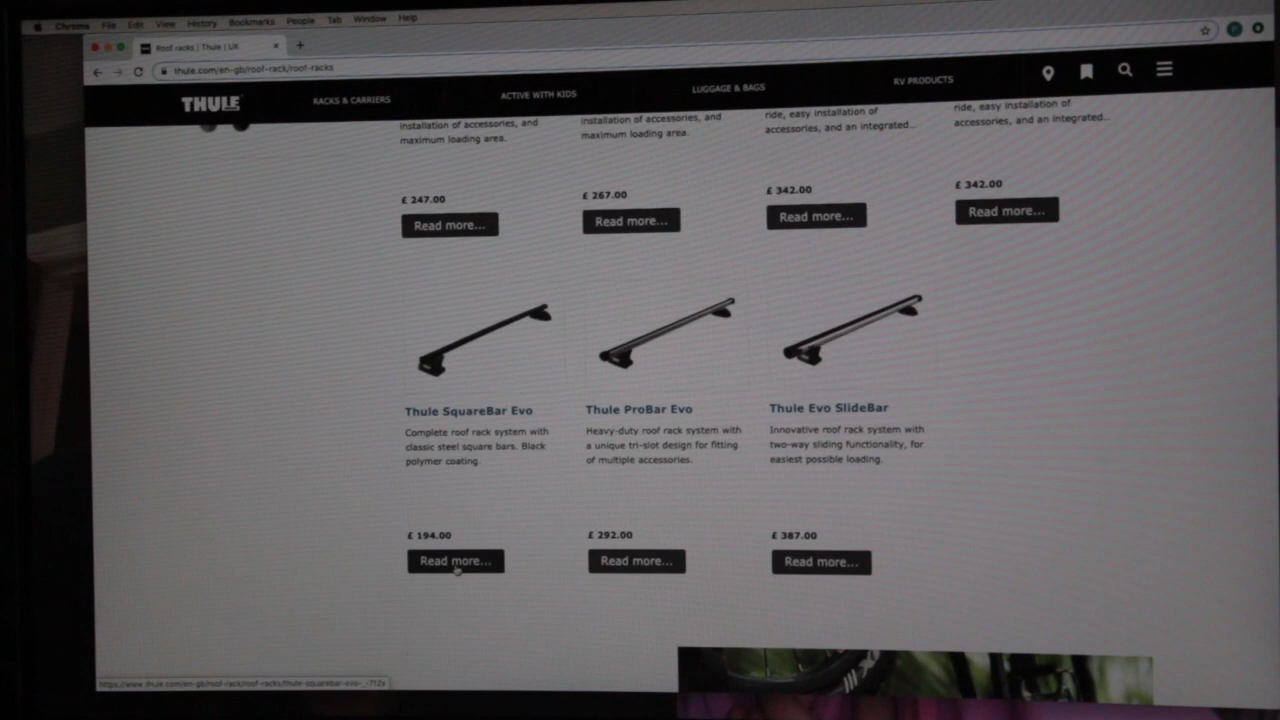 Chrome File Edit View History Bookmarks People Tab Window Help
Roof racks | Thule | UK
thule.com/en-gb/roof-rack/roof-racks
THULE RACKS & CARRIERS ACTIVE WITH KIDS LUGGAGE & BAGS RV PRODUCTS
installation of accessories, and
maximum loading area.
installation of accessories, and
maximum loading area.
ride, easy installation of
accessories, and an integrated...
ride, easy installation of
accessories, and an integrated...
£ 247.00
£ 267.00
£ 342.00
£ 342.00
Read more...
Read more...
Read more...
Read more...
Thule SquareBar Evo
Complete roof rack system with
classic steel square bars. Black
polymer coating.
Thule ProBar Evo
Heavy-duty roof rack system with
a unique tri-slot design for fitting
of multiple accessories.
Thule Evo SlideBar
Innovative roof rack system with
two-way sliding functionality, for
easiest possible loading.
£ 194.00
£ 292.00
£ 387.00
Read more...
Read more...
Read more...